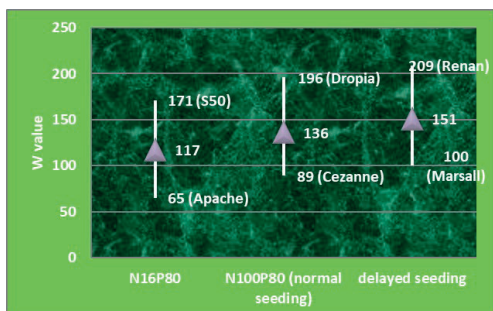 250
200
150
100
50
0
W value
171 (S50)
117
65 (Apache)
196 (Dropia)
136
89 (Cezanne)
209 (Renan)
151
100
(Marsall)
N16P80
N100P80 (normal
seeding)
delayed seeding